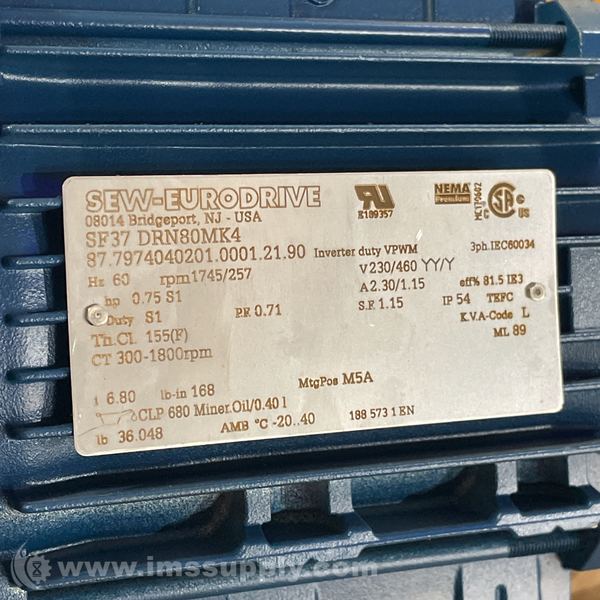 SEW-EURODRIVE
08014 Bridgeport, NJ - USA
SF37 DRN80MK4
87.7974040201.0001.21.90 Inverter duty VPWM 3ph.IEC60034
Hz 60 rpm 1745/257 V 230/460 YY/Y
hp 0.75 S1 A 2.30/1.15 eff% 81.5 IE3
Duty S1 P.F. 0.71 S.F. 1.15 IP 54 TEFC
Th.Cl. 155(F) K.V.A-Code L
CT 300-1800rpm ML 89
i 6.80 lb-in 168 MtgPos M5A
CLP 680 Miner.Oil/0.40 l
lb 36.048 AMB °C -20..40 188 573 1 EN
E189357
NEMA
Premium
MC1P0602
SA
C US
www.imssupply.com
IMS